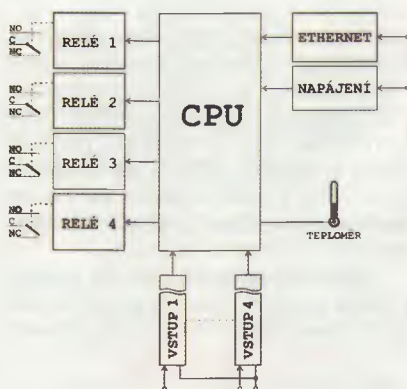 NO
C
NC
RELÉ 1
NO
C
NC
RELÉ 2
NO
C
NC
RELÉ 3
NO
C
NC
RELÉ 4
CPU
ETHERNET
NAPÁJENÍ
TEPLOMĚR
VSTUP 1
VSTUP 4